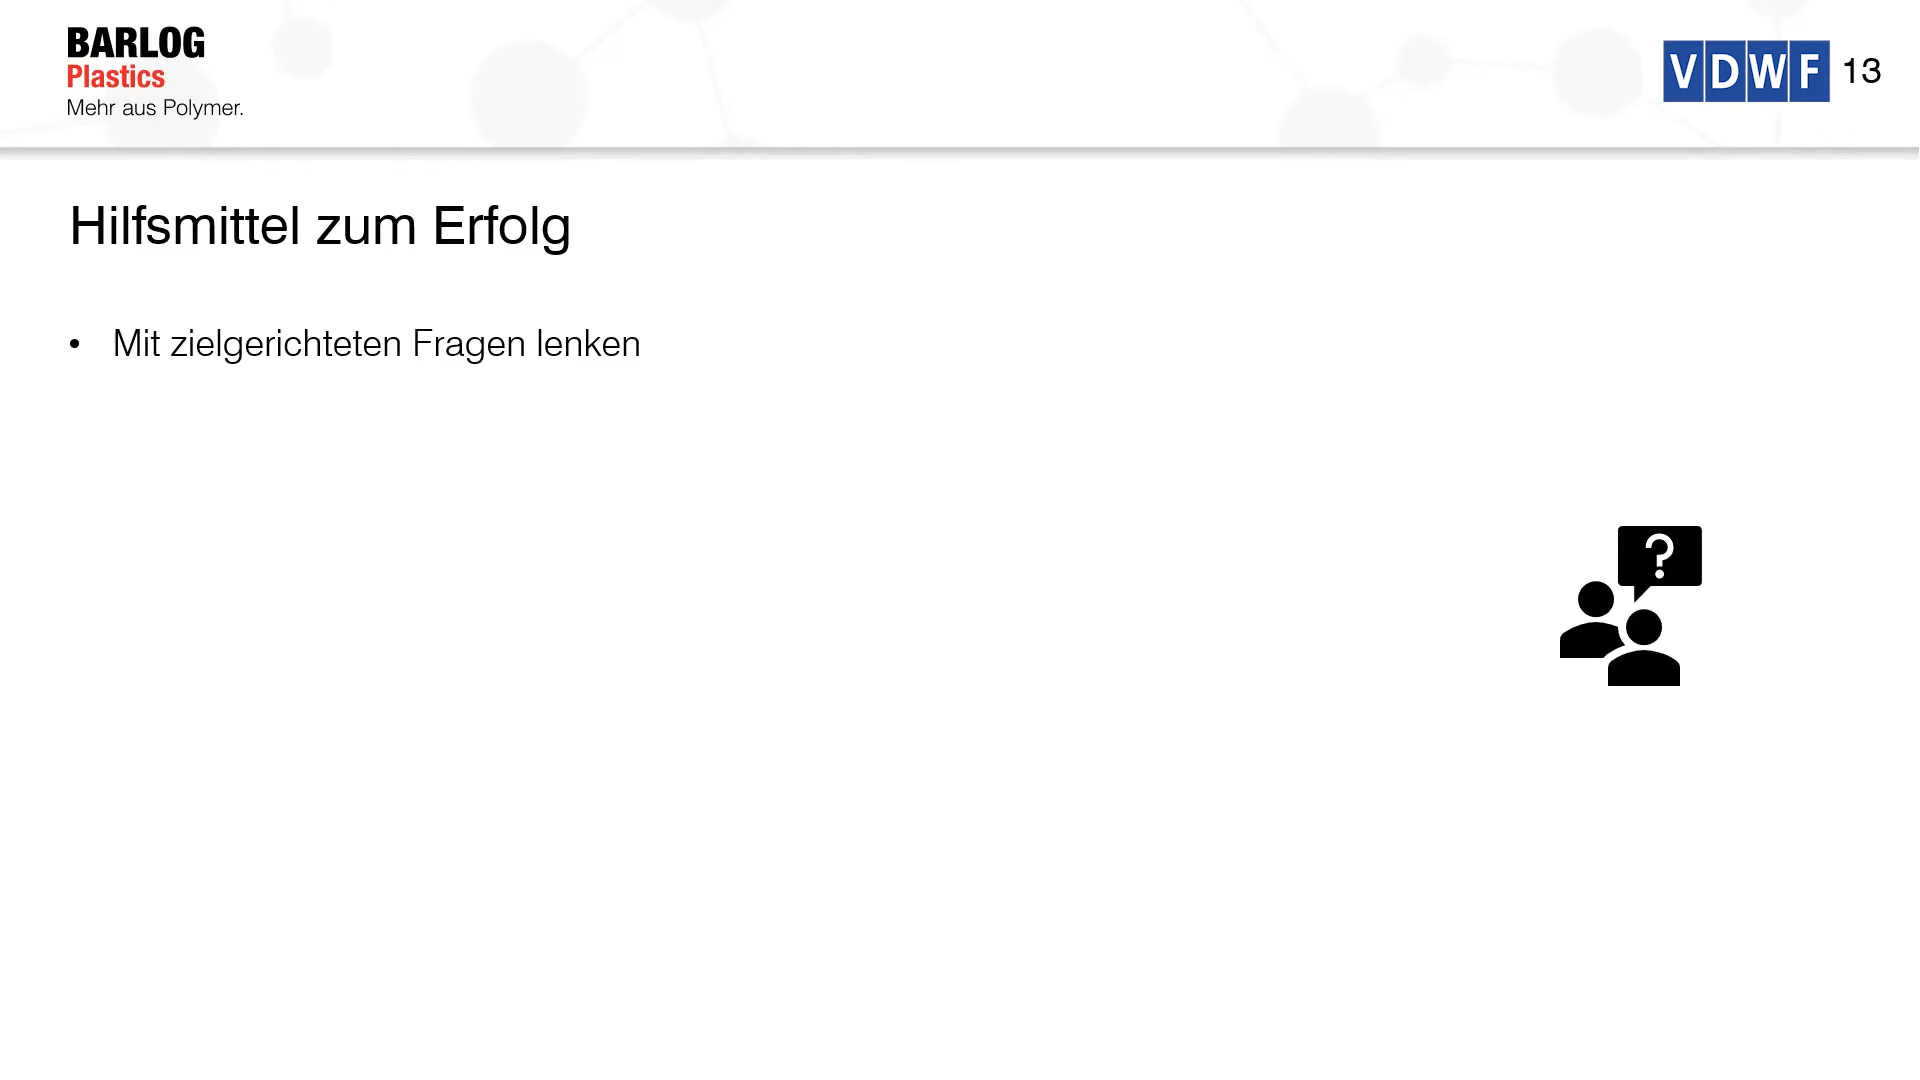 BARLOG
Plastics
Mehr aus Polymer.
VDWF 13
Hilfsmittel zum Erfolg
• Mit zielgerichteten Fragen lenken
?